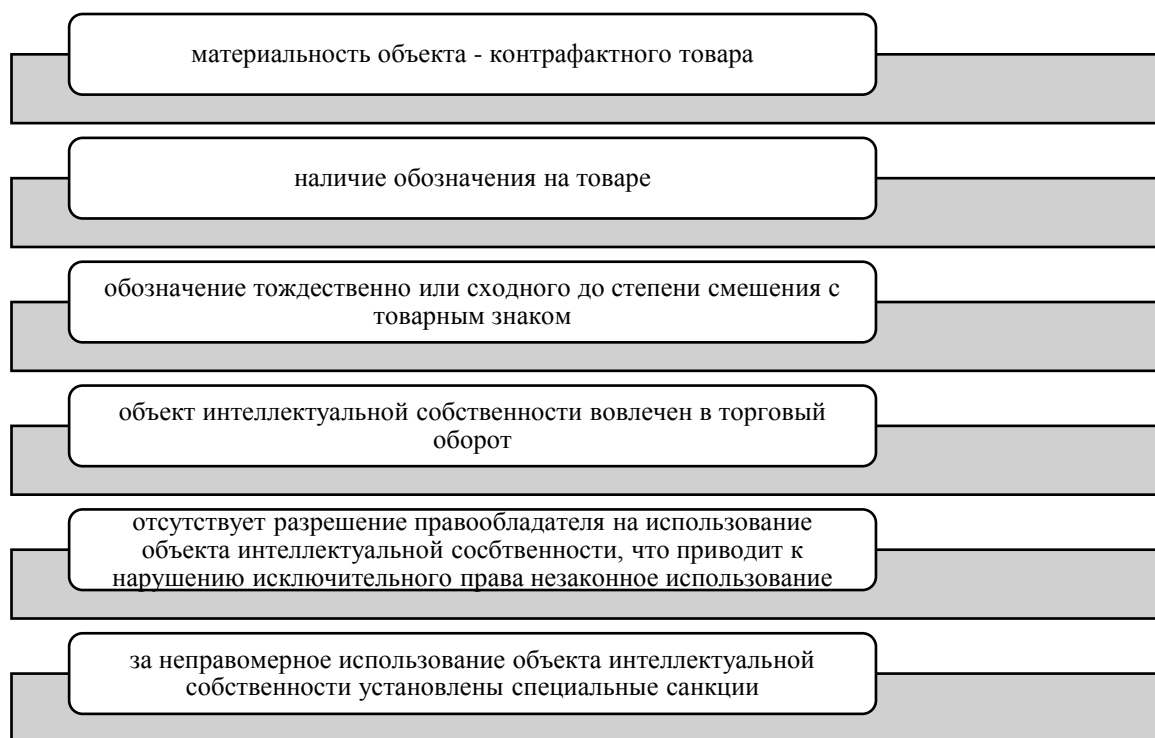 материальность объекта - контрафактного товара
наличие обозначения на товаре
обозначение тождественно или сходного до степени смешения с
товарным знаком
объект интеллектуальной собственности вовлечен в торговый
оборот
отсутствует разрешение правообладателя на использование
объекта интеллектуальной сосбтвенности, что приводит к
нарушению исключительного права незаконное использование
за неправомерное использование объекта интеллектуальной
собственности установлены специальные санкции